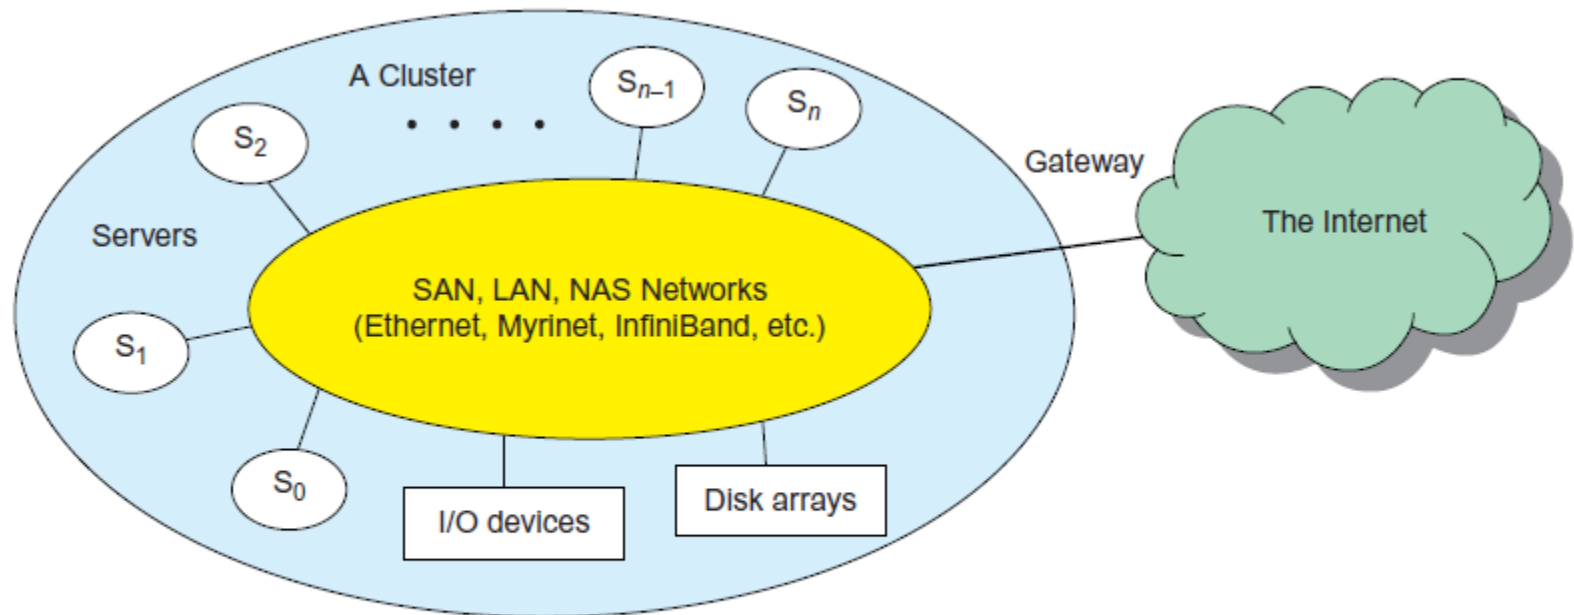 A Cluster
Sn–1
Sn
S2
. . . .
Gateway
The Internet
Servers
SAN, LAN, NAS Networks
(Ethernet, Myrinet, InfiniBand, etc.)
S1
S0
I/O devices
Disk arrays